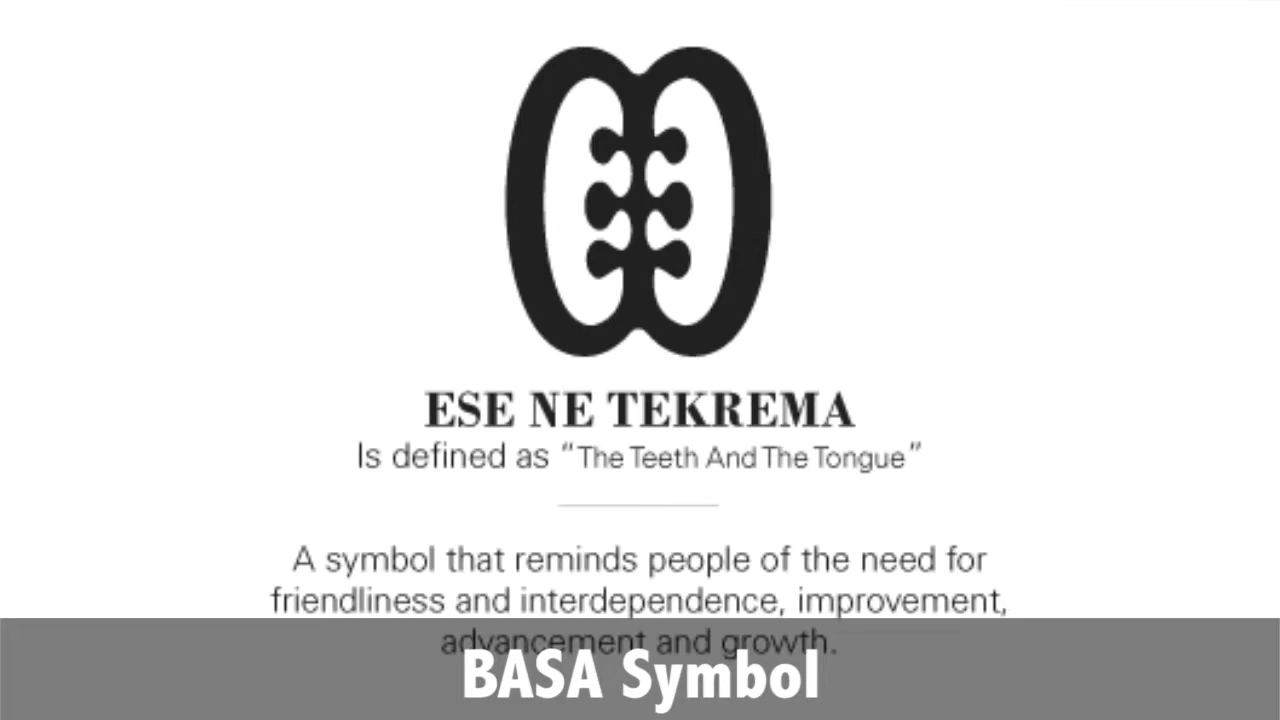 ESE NE TEKREMA
Is defined as “The Teeth And The Tongue”
A symbol that reminds people of the need for
friendliness and interdependence, improvement,
advancement and growth.
BASA Symbol